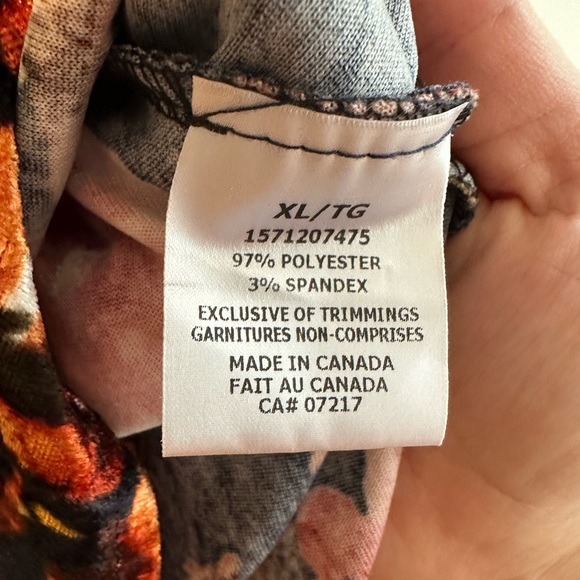 XL/TG
1571207475
97% POLYESTER
3% SPANDEX
EXCLUSIVE OF TRIMMINGS
GARNITURES NON-COMPRISES
MADE IN CANADA
FAIT AU CANADA
CA# 07217